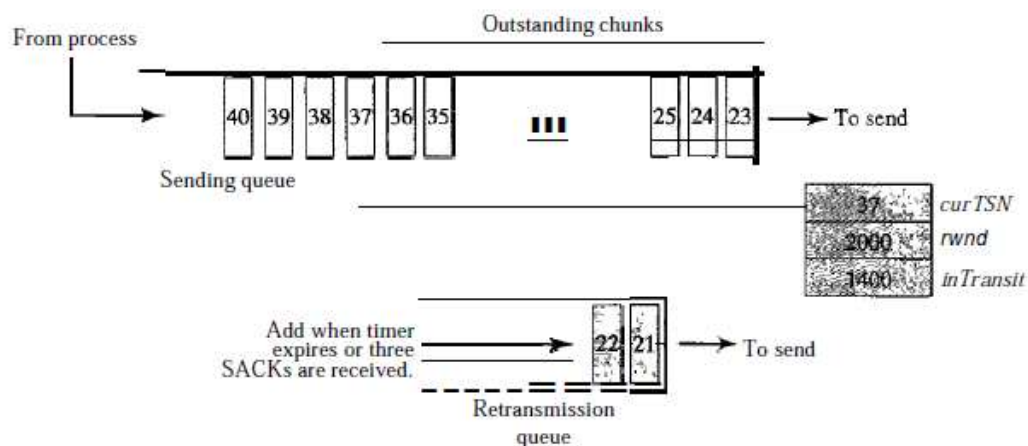 Outstanding chunks
From process
40 39 38 37 36 35 25 24 23
To send
Sending queue
37 curTSN
2000 rwnd
1400 inTransit
Add when timer
expires or three
SACKs are received.
22 21
To send
Retransmission
queue